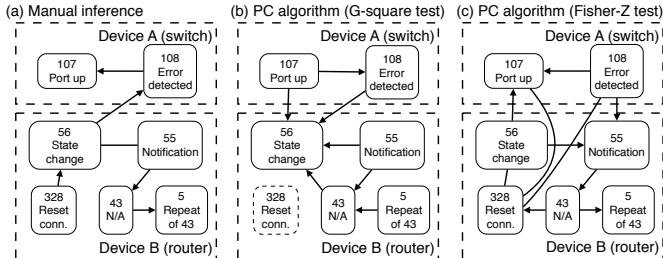 (a) Manual inference
Device A (switch)
107
Port up
108
Error
detected
56
State
change
55
Notification
328
Reset
conn.
43
N/A
5
Repeat
of 43
Device B (router)
(b) PC algorithm (G-square test)
Device A (switch)
107
Port up
108
Error
detected
56
State
change
55
Notification
328
Reset
conn.
43
N/A
5
Repeat
of 43
Device B (router)
(c) PC algorithm (Fisher-Z test)
Device A (switch)
107
Port up
108
Error
detected
56
State
change
55
Notification
328
Reset
conn.
43
N/A
5
Repeat
of 43
Device B (router)